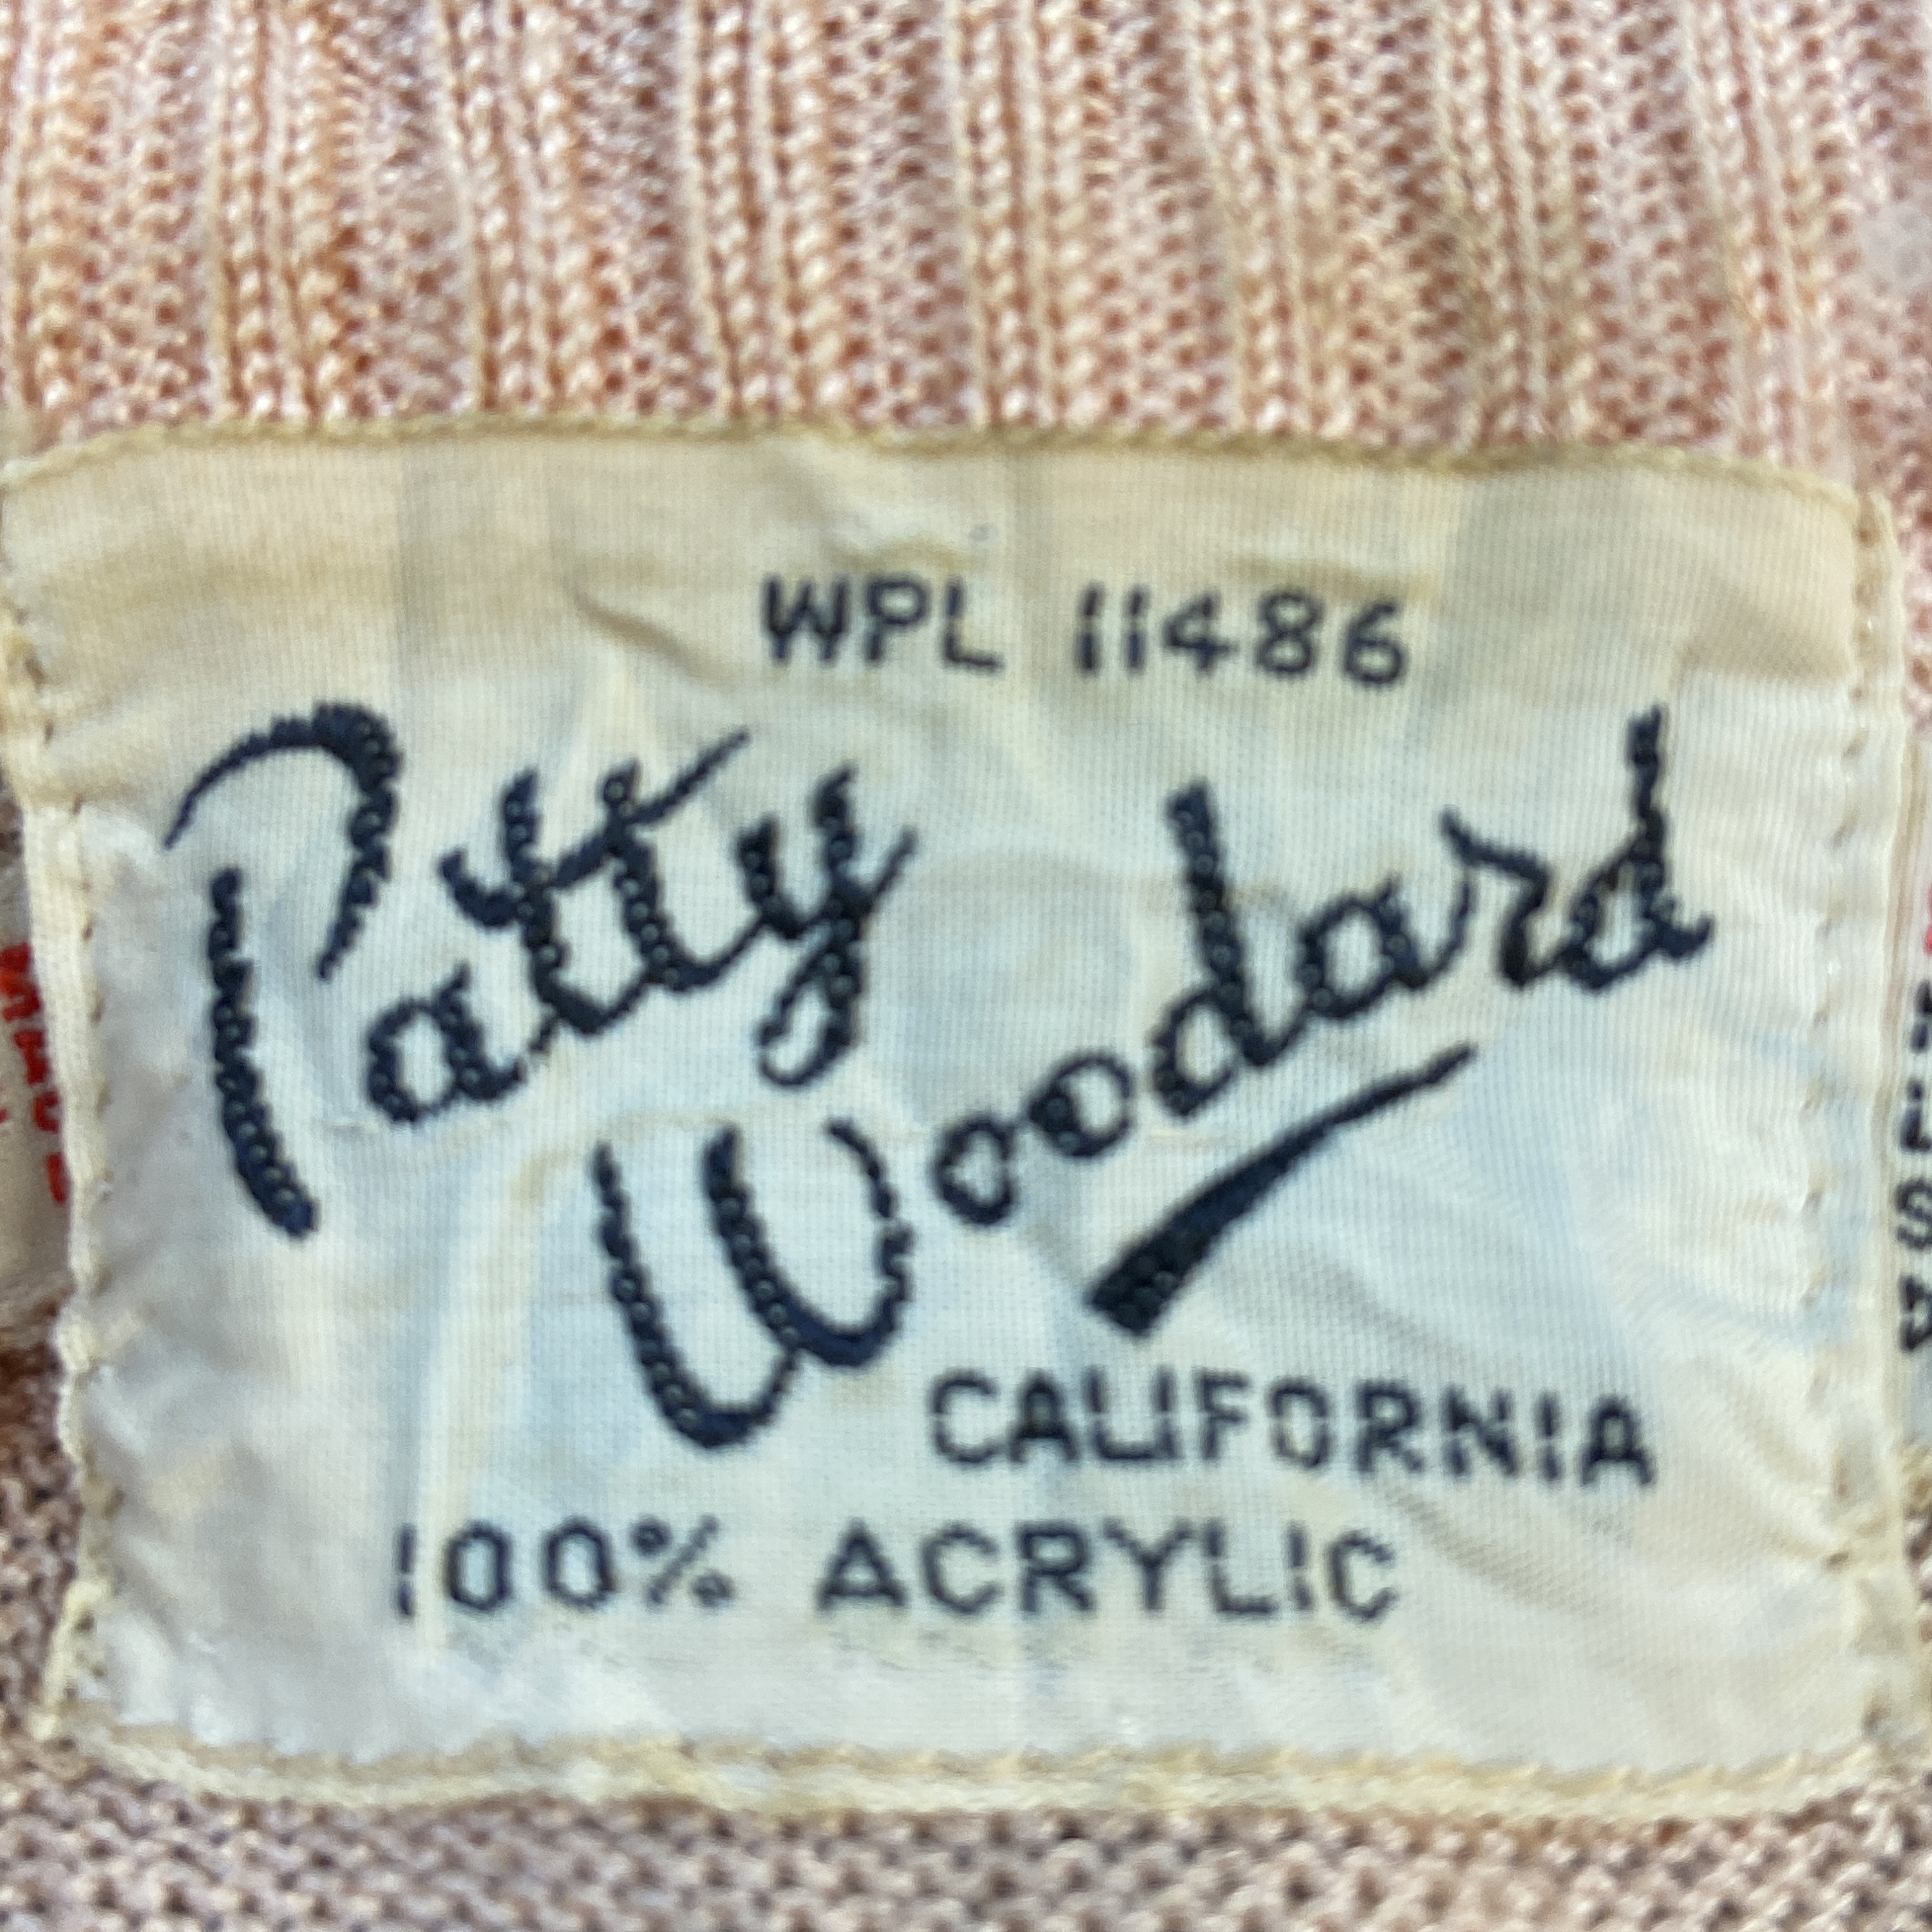 WPL 11486
Patty
Woodard
CALIFORNIA
100% ACRYLIC